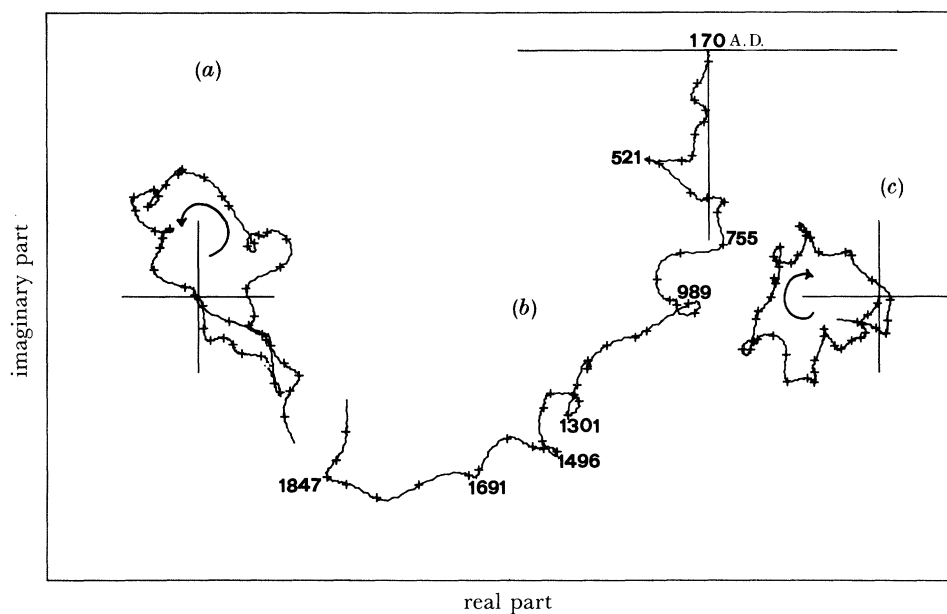 170 A.D.
(a)
521
(c)
755
989
(b)
1301
1496
1847
1691
imaginary part
real part